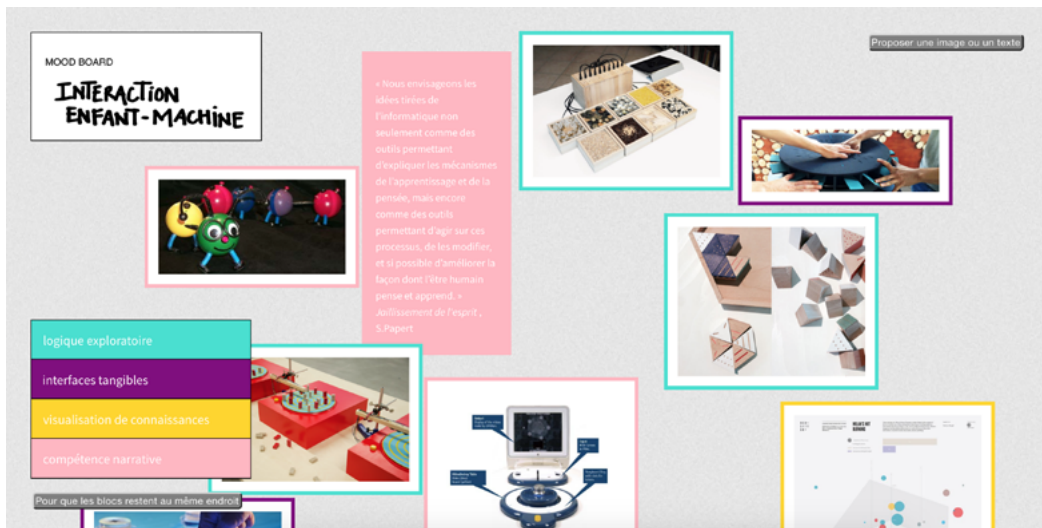 MOOD BOARD
INTERACTION
ENFANT-MACHINE
Proposer une image ou un texte
« Nous envisageons les
idées tirées de
l'informatique non
seulement comme des
outils permettant
d'expliquer les mécanismes
de l'apprentissage et de la
pensée, mais encore
comme des outils
permettant d'agir sur ces
processus, de les modifier,
et si possible d'améliorer la
façon dont l'être humain
pense et apprend. »
Jaillissement de l'esprit ,
S.Papert
logique exploratoire
interfaces tangibles
visualisation de connaissances
compétence narrative
Pour que les blocs restent au même endroit